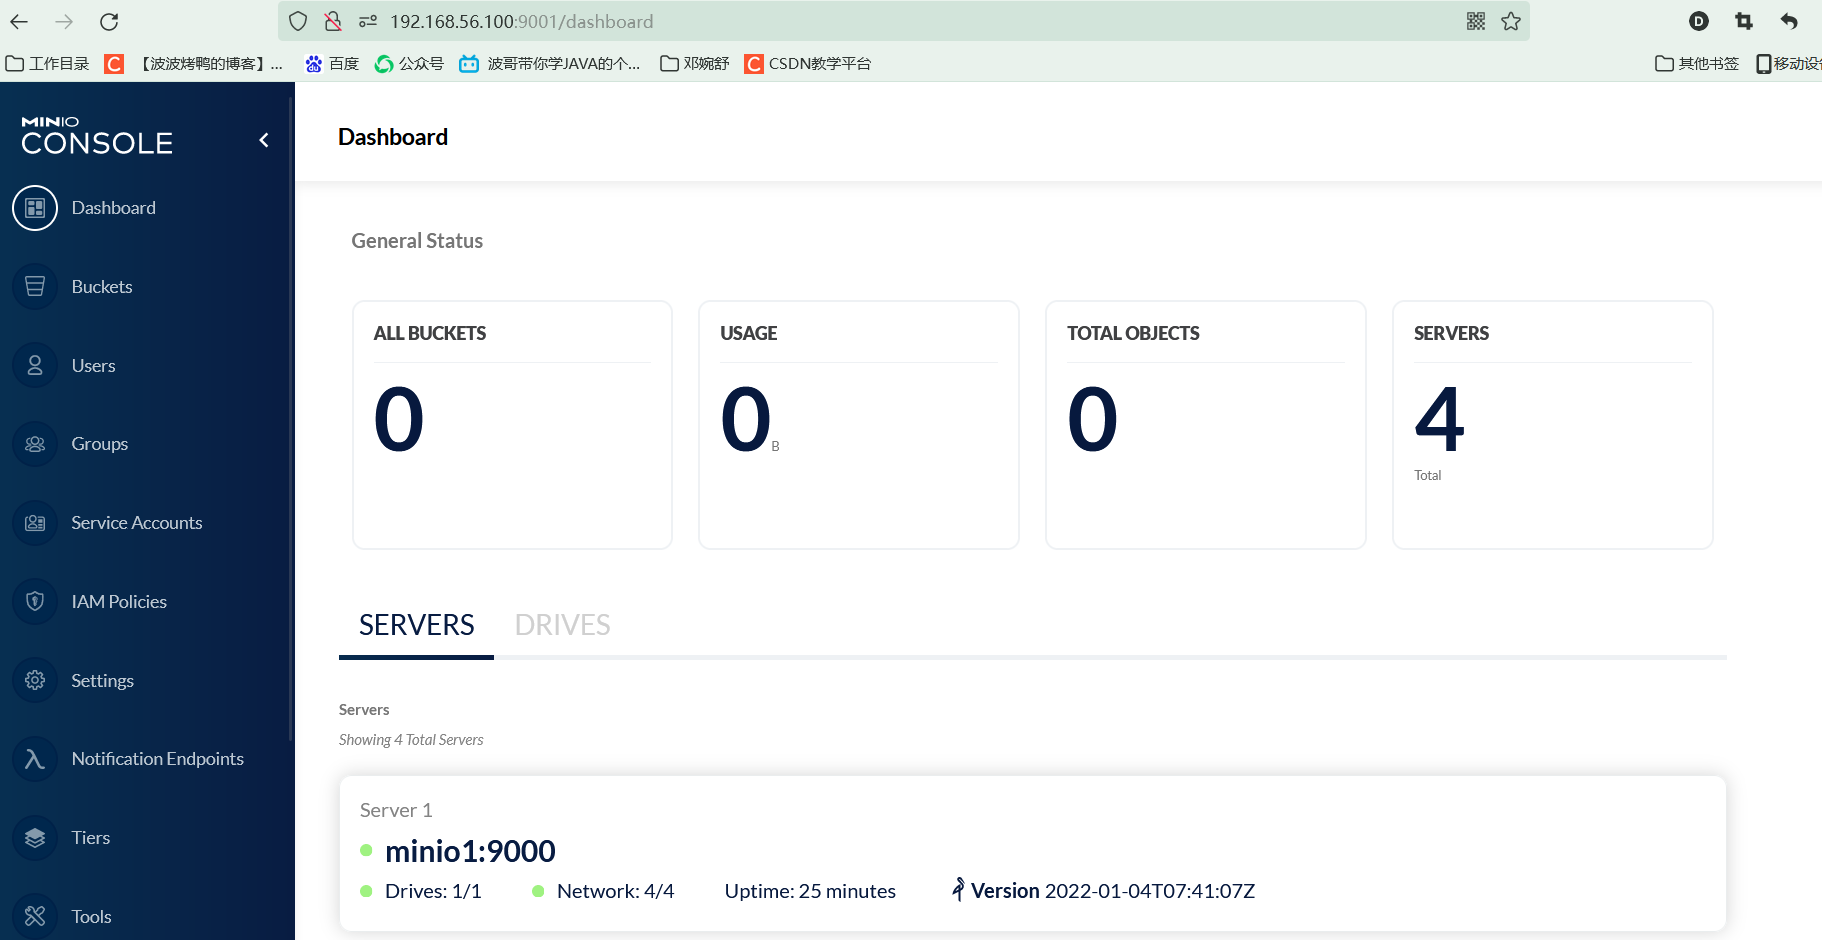 192.168.56.100:9001/dashboard
工作目录
【波波烤鸭的博客】...
百度
公众号
波哥带你学JAVA的个...
邓婉舒
CSDN教学平台
其他书签
移动设
MINIO
CONSOLE
Dashboard
Buckets
Users
Groups
Service Accounts
IAM Policies
Settings
Notification Endpoints
Tiers
Tools
Dashboard
General Status
ALL BUCKETS
0
USAGE
0 B
TOTAL OBJECTS
0
SERVERS
4
Total
SERVERS DRIVES
Servers
Showing 4 Total Servers
Server 1
minio1:9000
Drives: 1/1 Network: 4/4 Uptime: 25 minutes Version 2022-01-04T07:41:07Z